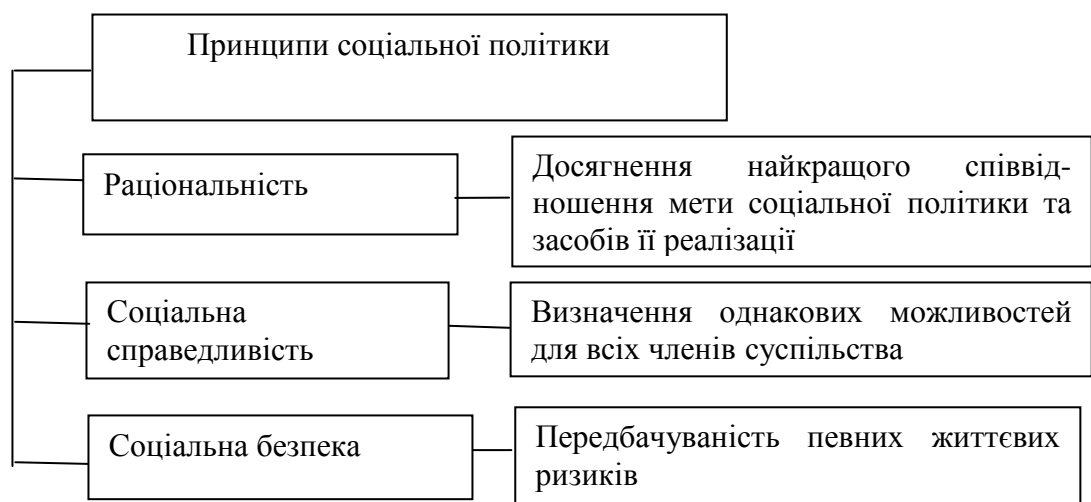 Принципи соціальної політики
Раціональність
Досягнення найкращого співвід-
ношення мети соціальної політики та
засобів її реалізації
Соціальна
справедливість
Визначення однакових можливостей
для всіх членів суспільства
Соціальна безпека
Передбачуваність певних життєвих
ризиків